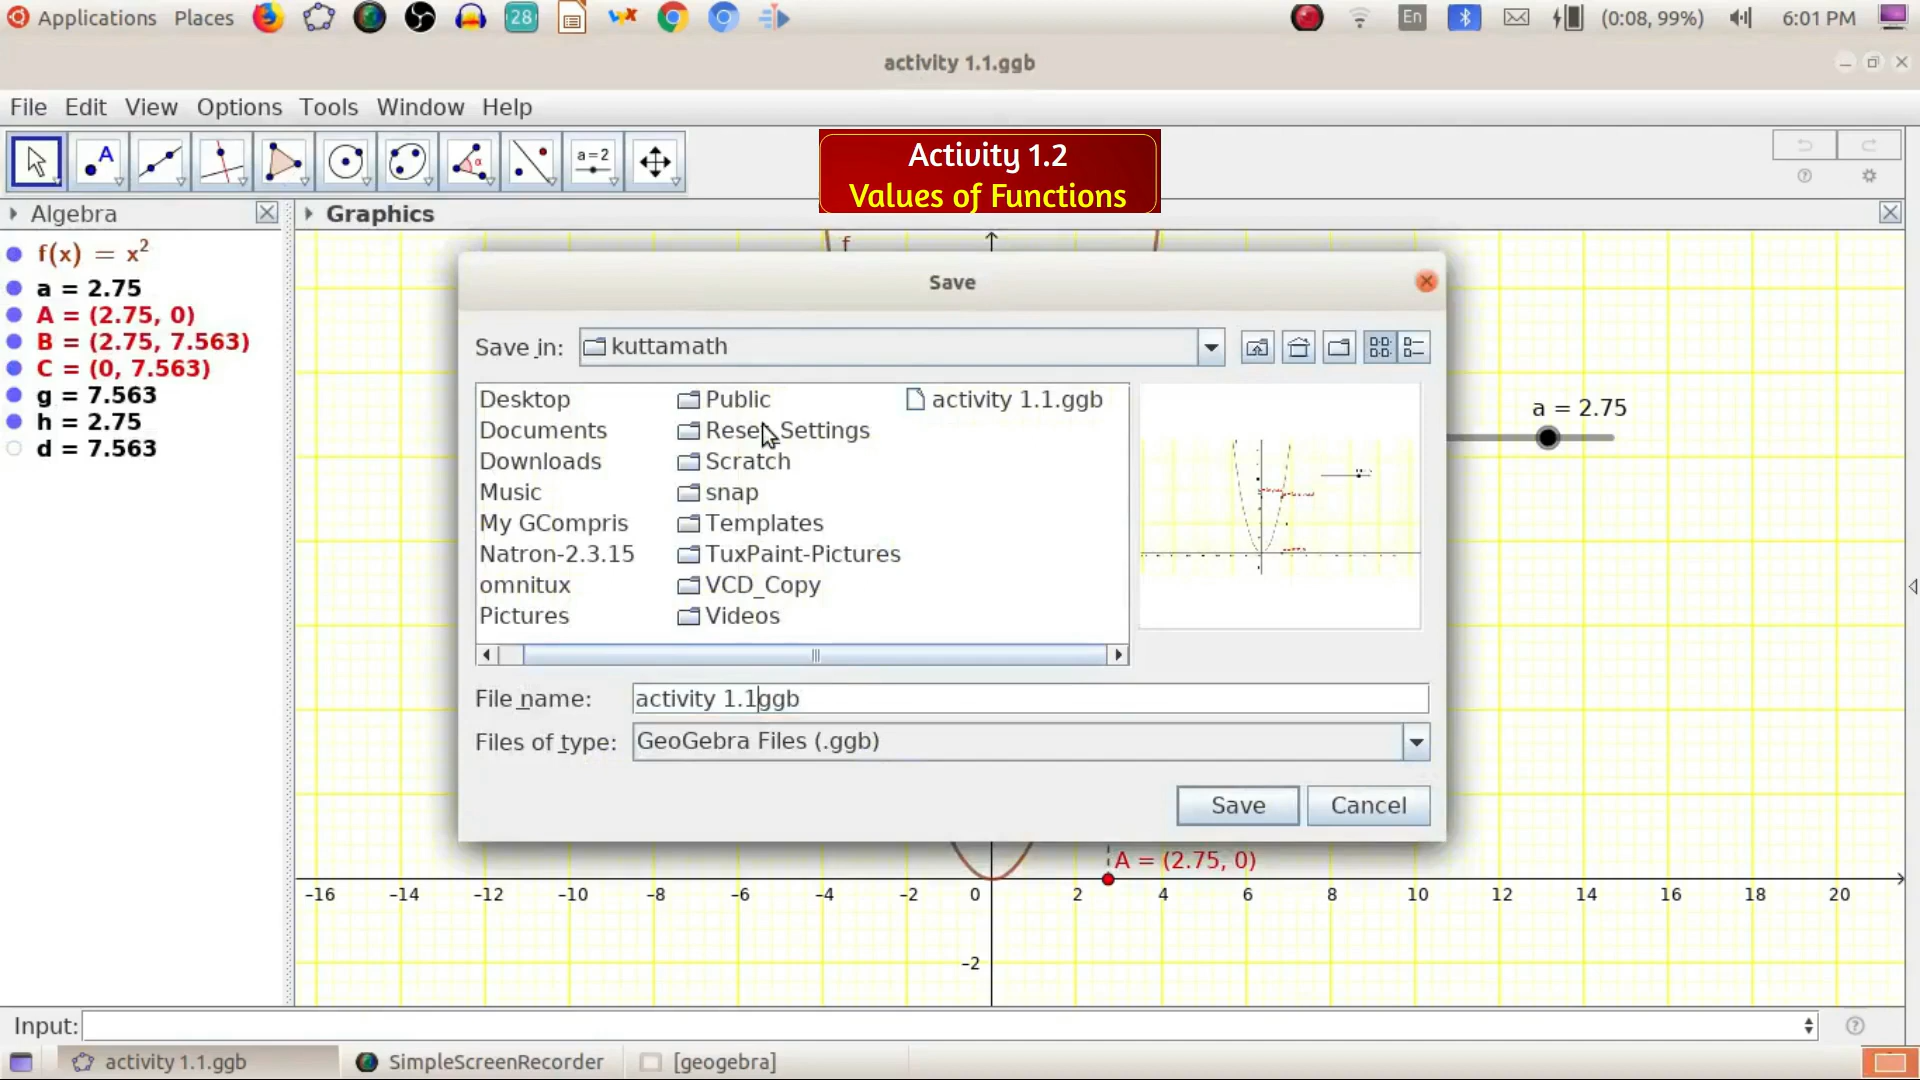 Applications Places 28 En (0:08, 99%) 6:01 PM
activity 1.1.ggb
File Edit View Options Tools Window Help
A α a=2
Activity 1.2
Values of Functions
Algebra
Graphics
f(x) = x²
a = 2.75
A = (2.75, 0)
B = (2.75, 7.563)
C = (0, 7.563)
g = 7.563
h = 2.75
d = 7.563
f
Save
Save in: kuttamath
Desktop Public activity 1.1.ggb
Documents Reset Settings
Downloads Scratch
Music snap
My GCompris Templates
Natron-2.3.15 TuxPaint-Pictures
omnitux VCD_Copy
Pictures Videos
File name: activity 1.1ggb
Files of type: GeoGebra Files (.ggb)
Save Cancel
a = 2.75
A = (2.75, 0)
-16 -14 -12 -10 -8 -6 -4 -2 0 2 4 6 8 10 12 14 16 18 20
-2
Input:
activity 1.1.ggb SimpleScreenRecorder [geogebra]